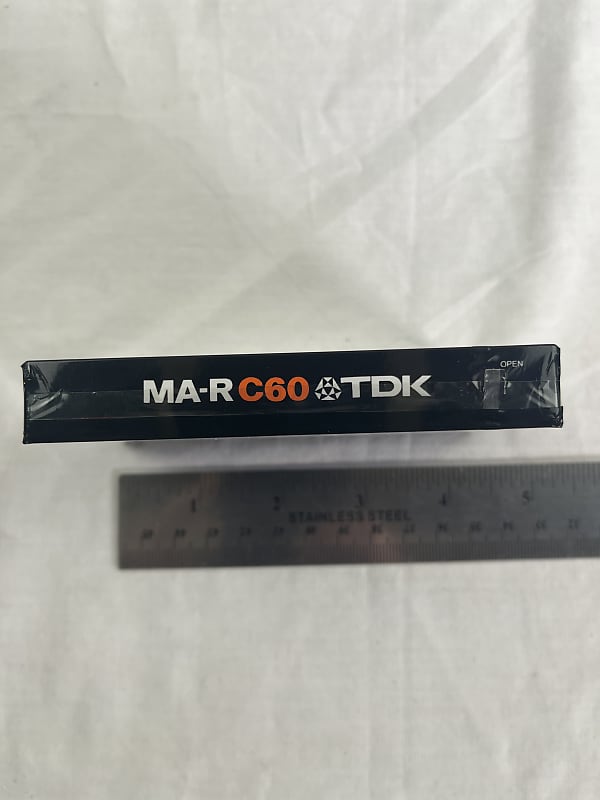 OPEN
MA-R C60 TDK
1 2 3 4 5
STAINLESS STEEL